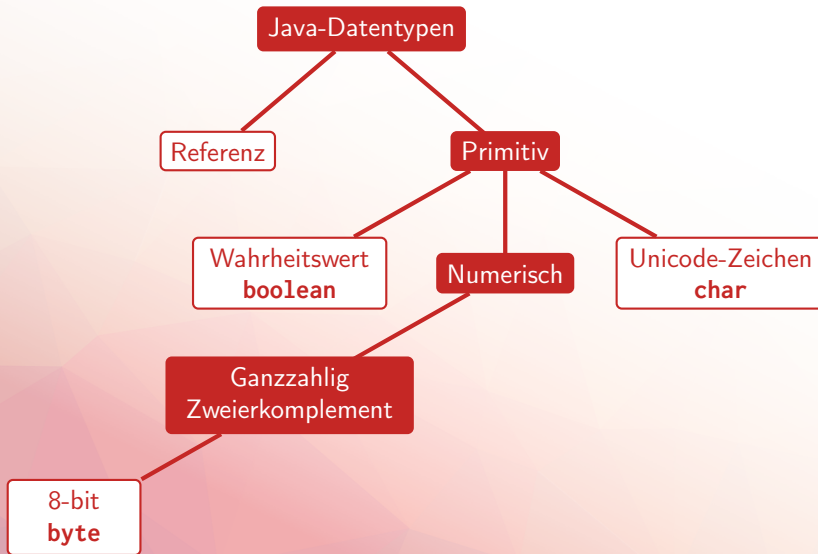 Java-Datentypen
Referenz
Primitiv
Wahrheitswert
boolean
Numerisch
Unicode-Zeichen
char
Ganzzahlig
Zweierkomplement
8-bit
byte